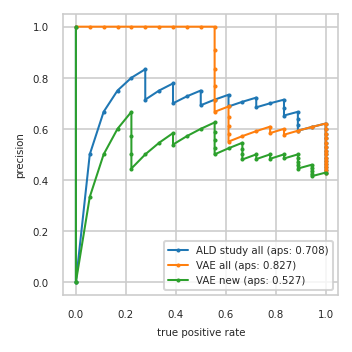 1.0
0.8
0.6
0.4
0.2
0.0
precision
ALD study all (aps: 0.708)
VAE all (aps: 0.827)
VAE new (aps: 0.527)
0.0 0.2 0.4 0.6 0.8 1.0
true positive rate